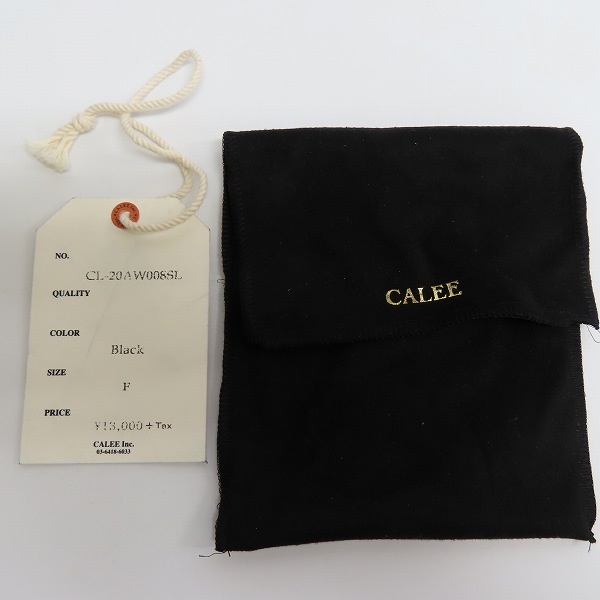 NO.
CL-20AW008SL
QUALITY
COLOR
Black
SIZE
F
PRICE
¥13,000 + Tax
CALEE Inc.
03-6418-6033
CALEE